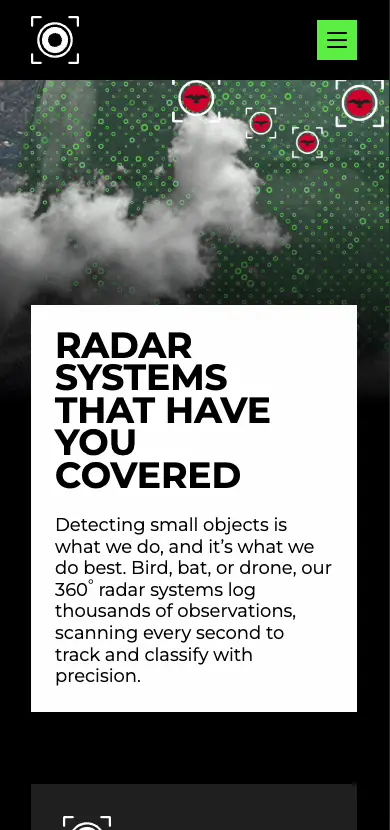 RADAR
SYSTEMS
THAT HAVE
YOU
COVERED
Detecting small objects is
what we do, and it’s what we
do best. Bird, bat, or drone, our
360° radar systems log
thousands of observations,
scanning every second to
track and classify with
precision.